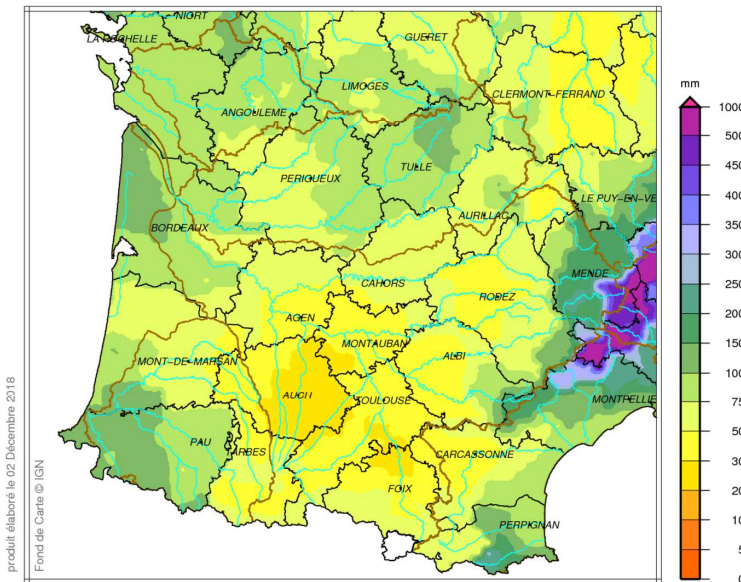 NIORT
LA ROCHELLE
GUERET
LIMOGES
CLERMONT-FERRAND
ANGOULEME
TULLE
PERIGUEUX
LE PUY-EN-VE
AURILLAC
BORDEAUX
MENDE
CAHORS
RODEZ
AGEN
MONTAUBAN
ALBI
MONT-DE-MARSAN
AUCH
TOULOUSE
MONTPELLIE
PAU
TARBES
CARCASSONNE
FOIX
PERPIGNAN
mm
1000
500
400
350
300
250
200
150
100
75
50
30
20
10
5
0
produit élaboré le 02 Décembre 2018
Fond de Carte © IGN